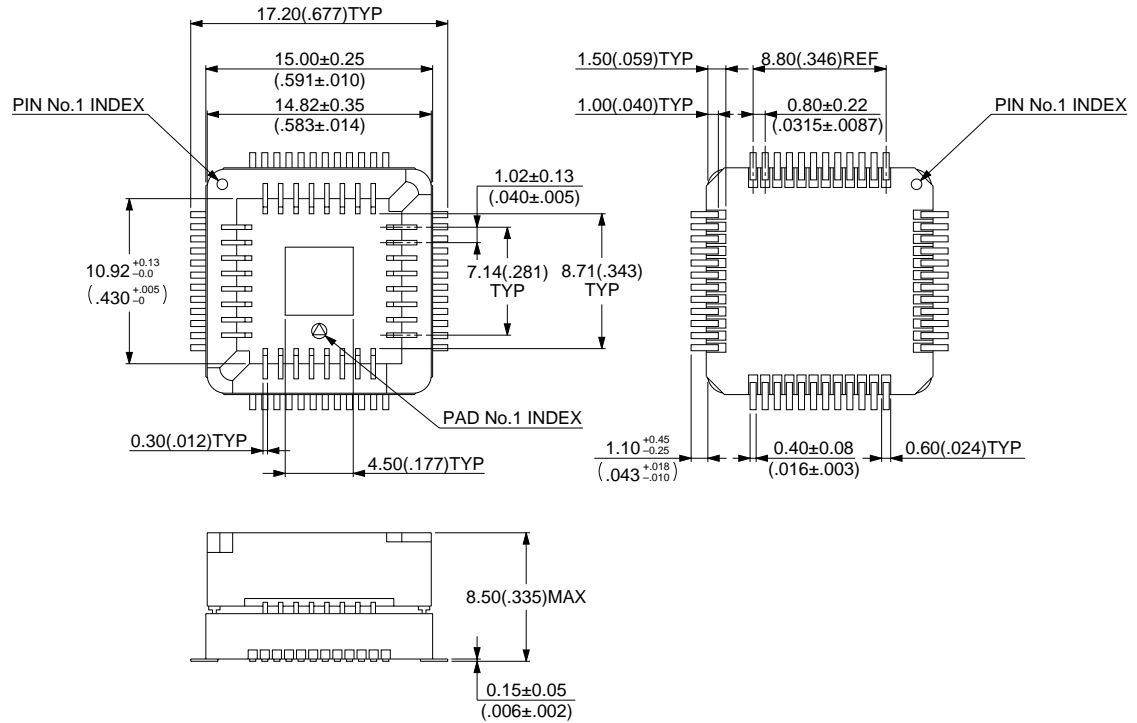 17.20(.677)TYP
15.00±0.25
(.591±.010)
14.82±0.35
(.583±.014)
PIN No.1 INDEX
1.02±0.13
(.040±.005)
10.92 +0.13 –0.0
(.430 +.005 –0)
7.14(.281)
TYP
8.71(.343)
TYP
PAD No.1 INDEX
0.30(.012)TYP
4.50(.177)TYP
1.50(.059)TYP
8.80(.346)REF
1.00(.040)TYP
0.80±0.22
(.0315±.0087)
PIN No.1 INDEX
1.10 +0.45 –0.25
(.043 +.018 –.010)
0.40±0.08
(.016±.003)
0.60(.024)TYP
8.50(.335)MAX
0.15±0.05
(.006±.002)